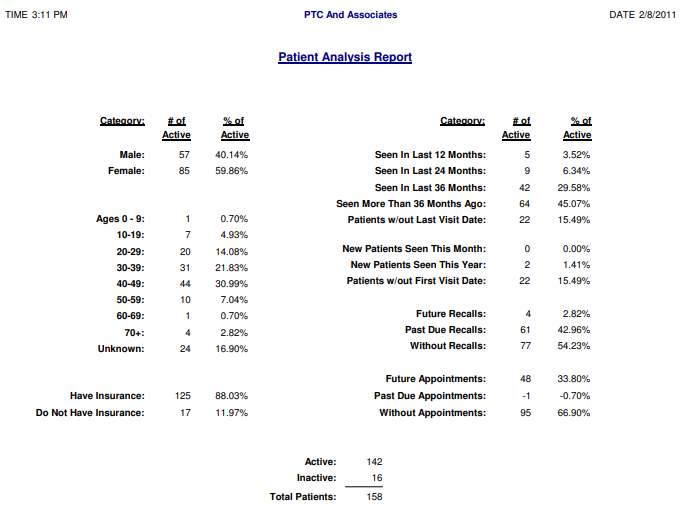 TIME 3:11 PM PTC And Associates DATE 2/8/2011
Patient Analysis Report
Category: # of Active % of Active
Male: 57 40.14%
Female: 85 59.86%
Ages 0 - 9: 1 0.70%
10-19: 7 4.93%
20-29: 20 14.08%
30-39: 31 21.83%
40-49: 44 30.99%
50-59: 10 7.04%
60-69: 1 0.70%
70+: 4 2.82%
Unknown: 24 16.90%
Have Insurance: 125 88.03%
Do Not Have Insurance: 17 11.97%
Category: # of Active % of Active
Seen In Last 12 Months: 5 3.52%
Seen In Last 24 Months: 9 6.34%
Seen In Last 36 Months: 42 29.58%
Seen More Than 36 Months Ago: 64 45.07%
Patients w/out Last Visit Date: 22 15.49%
New Patients Seen This Month: 0 0.00%
New Patients Seen This Year: 2 1.41%
Patients w/out First Visit Date: 22 15.49%
Future Recalls: 4 2.82%
Past Due Recalls: 61 42.96%
Without Recalls: 77 54.23%
Future Appointments: 48 33.80%
Past Due Appointments: -1 -0.70%
Without Appointments: 95 66.90%
Active: 142
Inactive: 16
Total Patients: 158